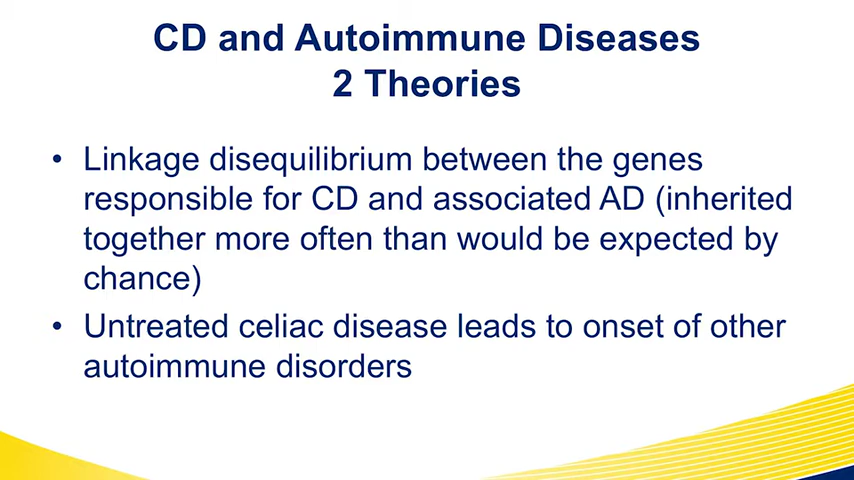 CD and Autoimmune Diseases
2 Theories
• Linkage disequilibrium between the genes
responsible for CD and associated AD (inherited
together more often than would be expected by
chance)
• Untreated celiac disease leads to onset of other
autoimmune disorders